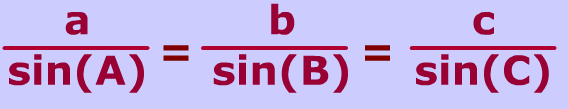 a/sin(A) = b/sin(B) = c/sin(C)